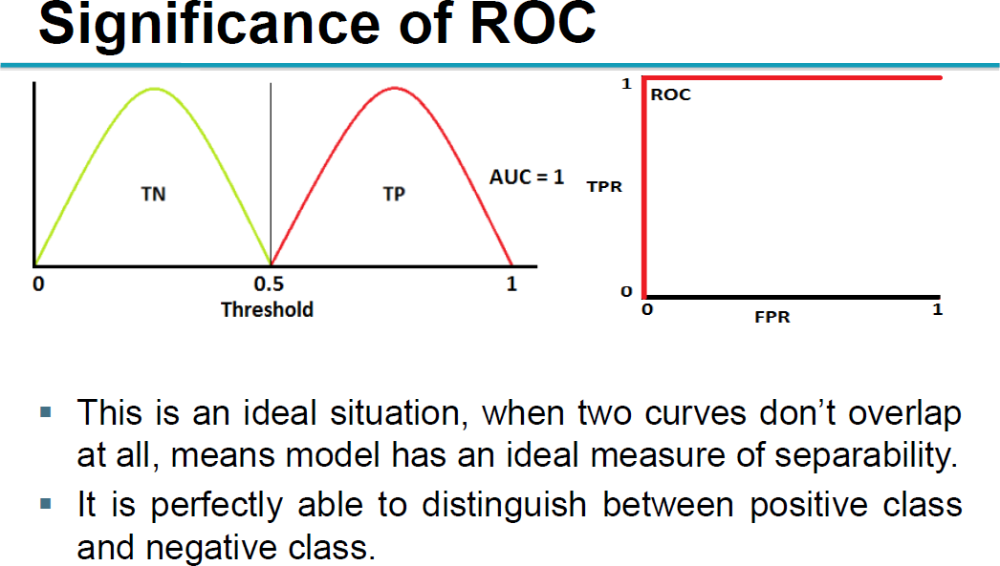 Significance of ROC
TN
TP
AUC = 1
0
0.5
1
Threshold
1
ROC
TPR
0
0
1
FPR
▪ This is an ideal situation, when two curves don’t overlap
at all, means model has an ideal measure of separability.
▪ It is perfectly able to distinguish between positive class
and negative class.